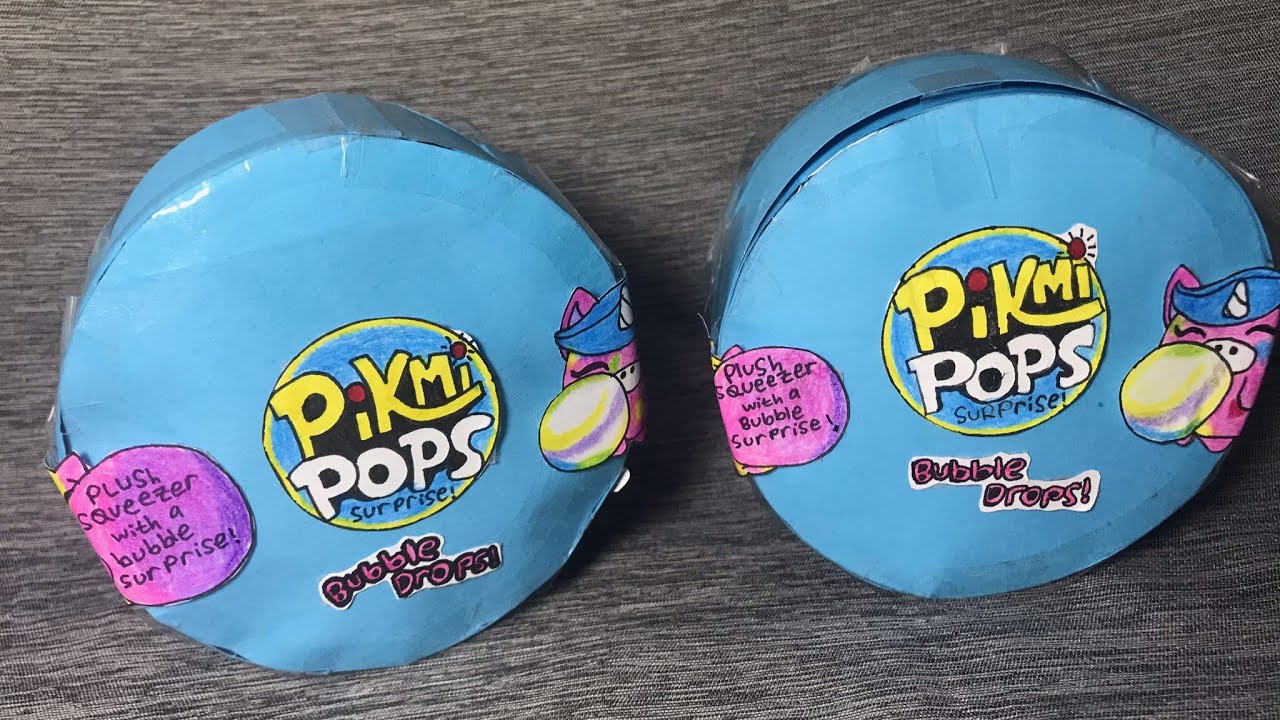 PiKMi
POPS
surprise!
Bubble
Drops!
PLUSH
squeezer
with a
bubble
surprise!
PiKMi
POPS
surprise!
Bubble
Drops!
PLUSH
squeezer
with a
Bubble
surprise!